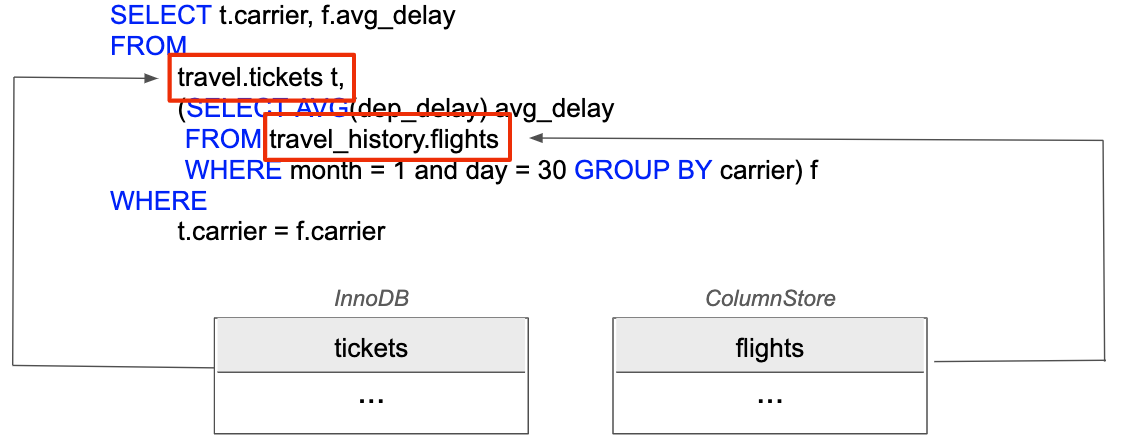 SELECT t.carrier, f.avg_delay
FROM
travel.tickets t,
(SELECT AVG(dep_delay) avg_delay
FROM travel_history.flights
WHERE month = 1 and day = 30 GROUP BY carrier) f
WHERE
t.carrier = f.carrier
InnoDB
ColumnStore
tickets
flights
...
...